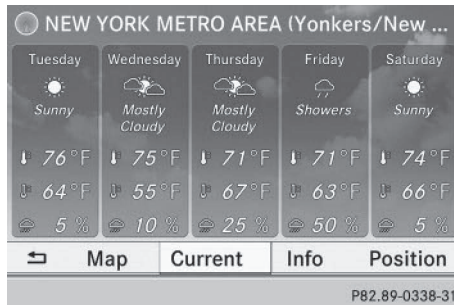 NEW YORK METRO AREA (Yonkers/New ...
Tuesday Wednesday Thursday Friday Saturday
Sunny Mostly Cloudy Mostly Cloudy Showers Sunny
76°F 75°F 71°F 71°F 74°F
64°F 55°F 67°F 63°F 66°F
5 % 10 % 25 % 50 % 5 %
Map Current Info Position
P82.89-0338-31